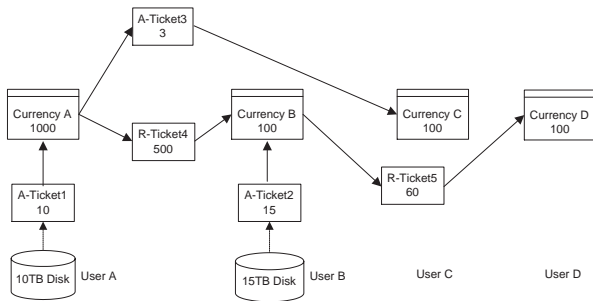 A-Ticket3
3
Currency A
1000
R-Ticket4
500
Currency B
100
Currency C
100
Currency D
100
R-Ticket5
60
A-Ticket1
10
A-Ticket2
15
10TB Disk
User A
15TB Disk
User B
User C
User D